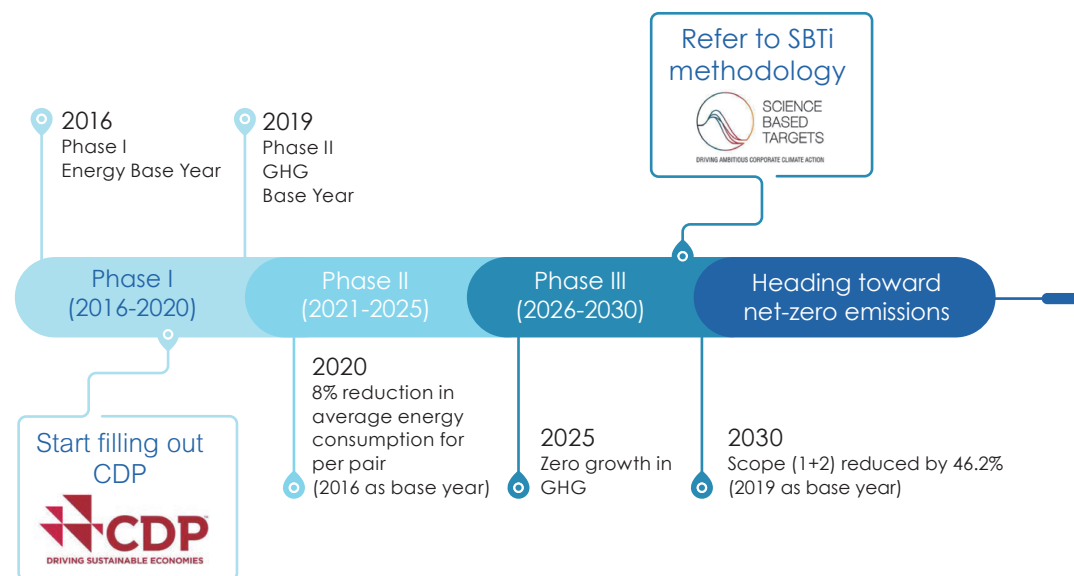 Refer to SBTi
methodology
SCIENCE
BASED
TARGETS
DRIVING AMBITIOUS CORPORATE CLIMATE ACTION
2016
Phase I
Energy Base Year
2019
Phase II
GHG
Base Year
Phase I
(2016-2020)
Phase II
(2021-2025)
Phase III
(2026-2030)
Heading toward
net-zero emissions
Start filling out
CDP
CDP
DRIVING SUSTAINABLE ECONOMIES
2020
8% reduction in
average energy
consumption for
per pair
(2016 as base year)
2025
Zero growth in
GHG
2030
Scope (1+2) reduced by 46.2%
(2019 as base year)